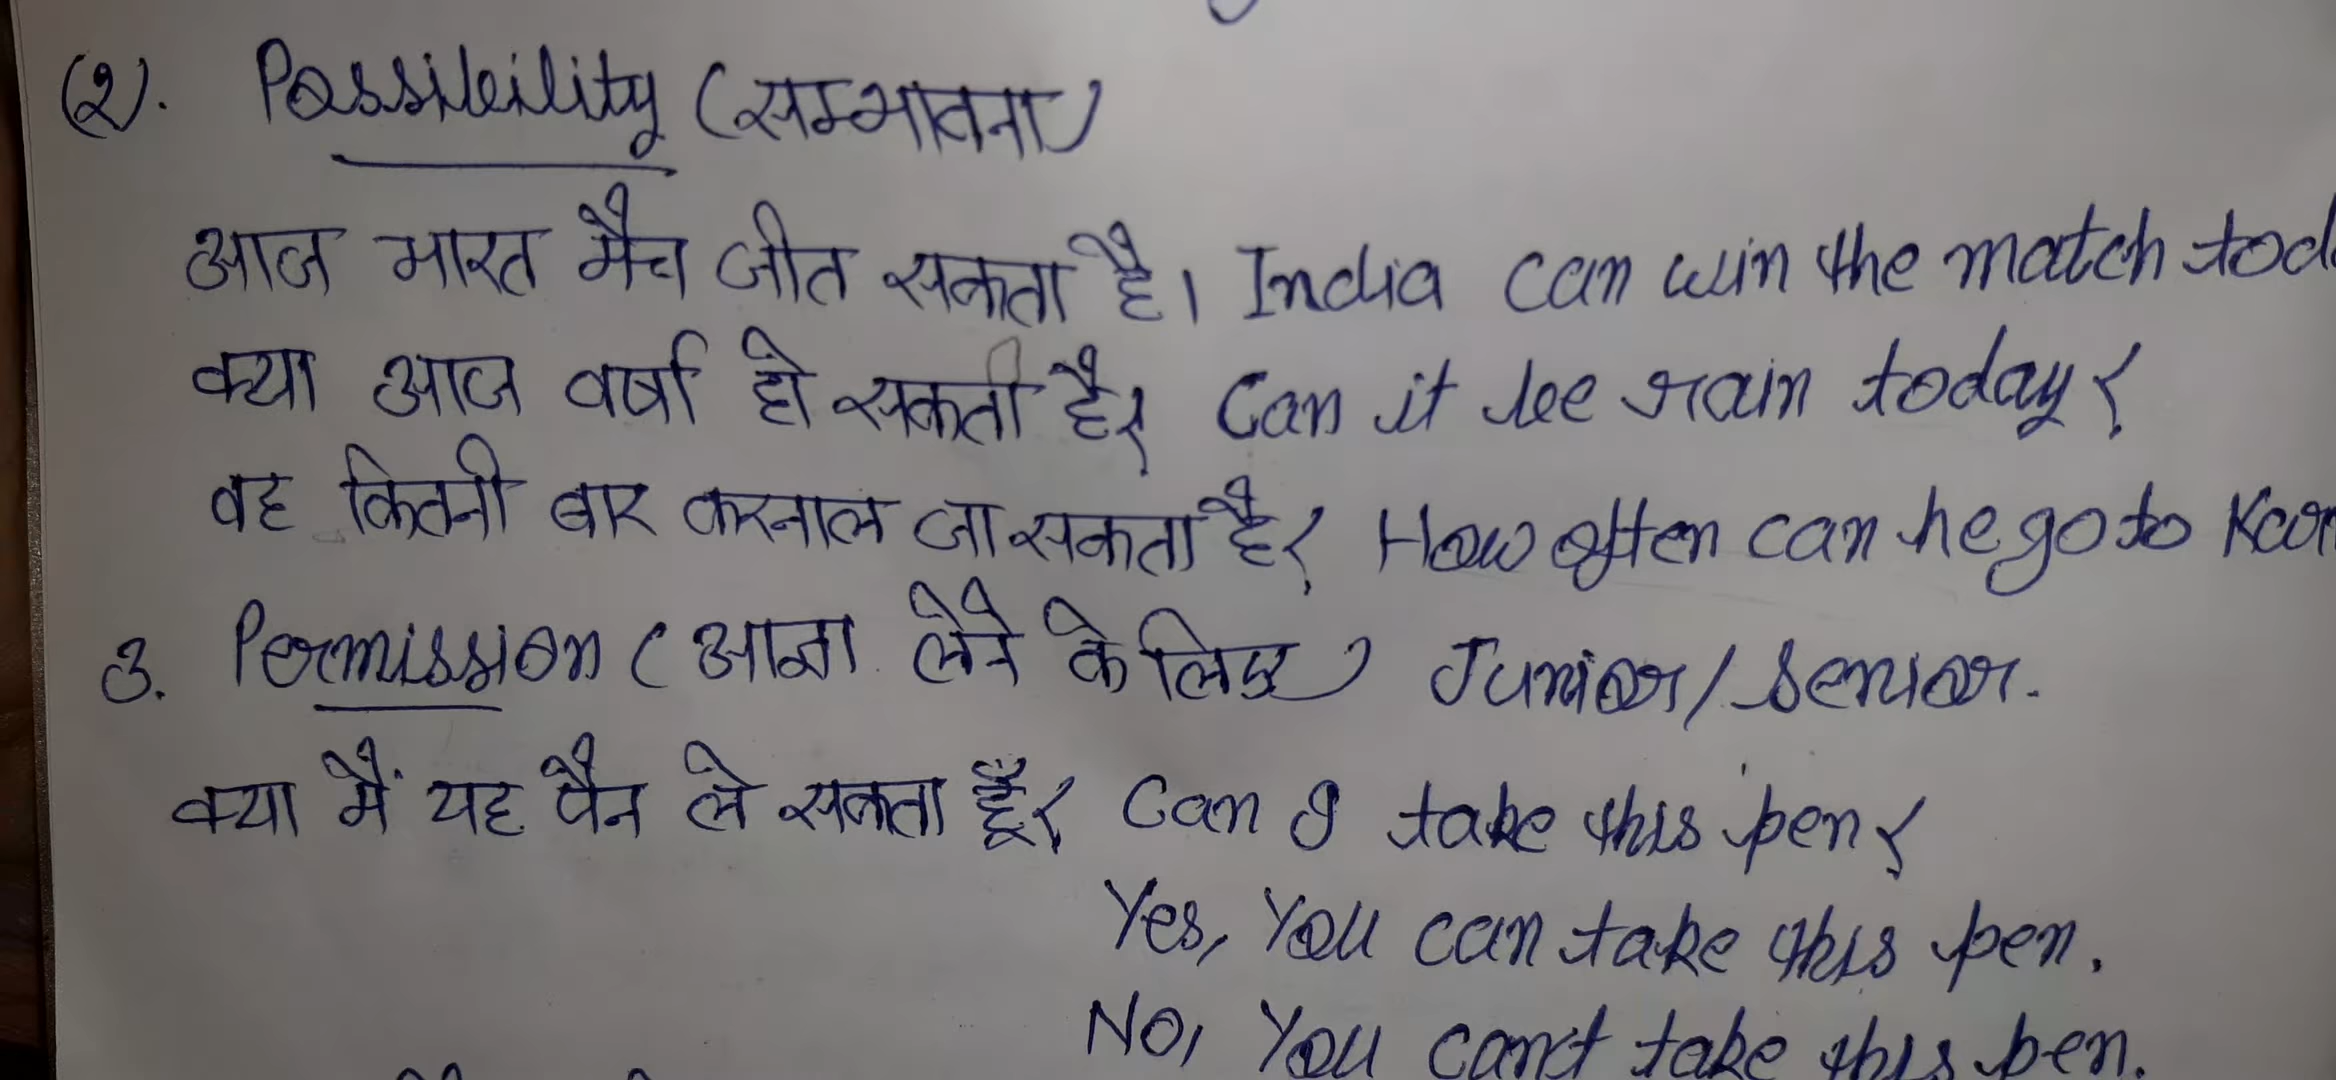 (2). Possibility (सम्भावना)
आज भारत मैच जीत सकता है। India can win the match tod
क्या आज वर्षा हो सकती है? Can it be rain today?
वह कितनी बार करनाल जा सकता है? How often can he go to Kar
3. Permission (आज्ञा लेने के लिए) Junior/Senior.
क्या मैं यह पैन ले सकता हूँ? Can I take this pen?
Yes, You can take this pen.
No, You can't take this pen.